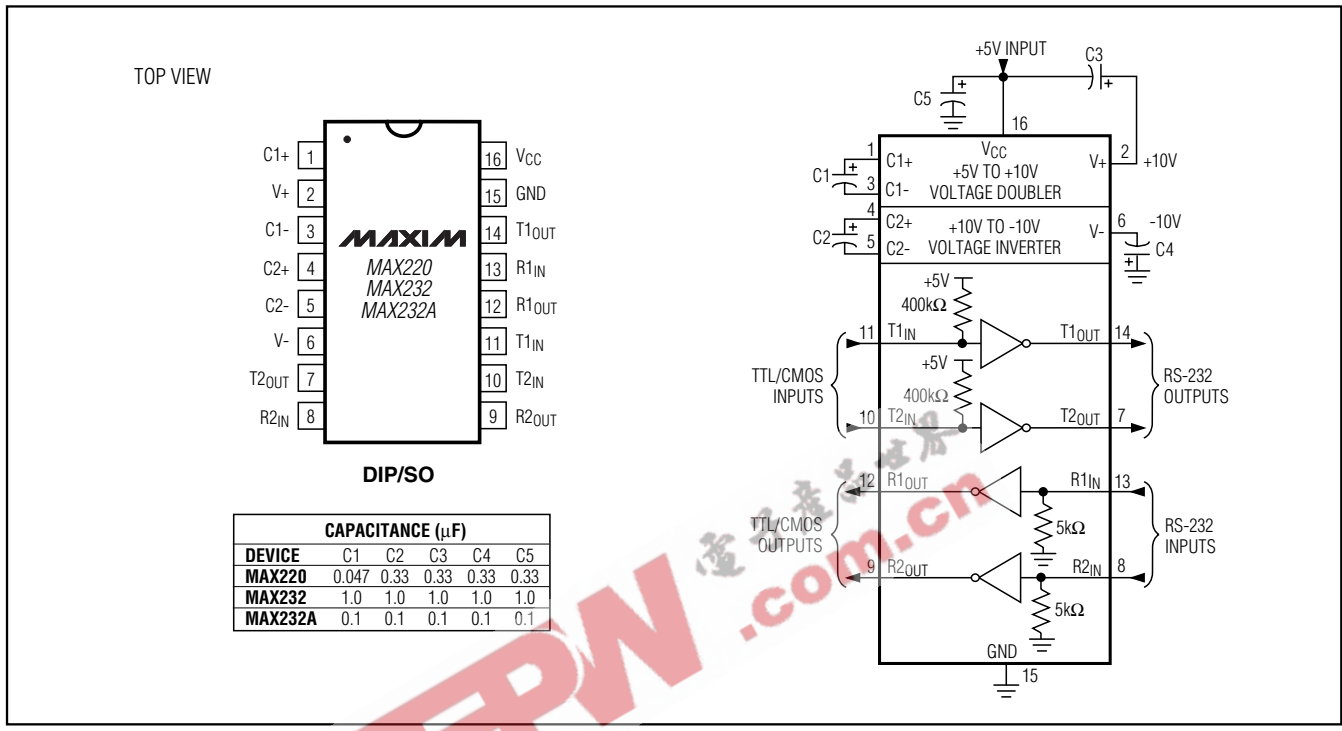 TOP VIEW
C1+ 1
V+ 2
C1- 3
C2+ 4
C2- 5
V- 6
T2OUT 7
R2IN 8
16 VCC
15 GND
14 T1OUT
13 R1IN
12 R1OUT
11 T1IN
10 T2IN
9 R2OUT
MAXIM
MAX220
MAX232
MAX232A
DIP/SO
CAPACITANCE (μF)
DEVICE C1 C2 C3 C4 C5
MAX220 0.047 0.33 0.33 0.33 0.33
MAX232 1.0 1.0 1.0 1.0 1.0
MAX232A 0.1 0.1 0.1 0.1 0.1
+5V INPUT
C3
+
C5
+
16
VCC
1
C1+
+5V TO +10V
VOLTAGE DOUBLER
V+
2
+10V
C1
+
3
C1-
4
C2+
+10V TO -10V
VOLTAGE INVERTER
V-
6
-10V
C2
+
5
C2-
C4
+
+5V
400kΩ
11 T1IN
T1OUT 14
+5V
400kΩ
TTL/CMOS
INPUTS
RS-232
OUTPUTS
10 T2IN
T2OUT 7
12 R1OUT
R1IN 13
5kΩ
TTL/CMOS
OUTPUTS
RS-232
INPUTS
9 R2OUT
R2IN 8
5kΩ
GND
15
電子產品世界
.com.cn
EEPW